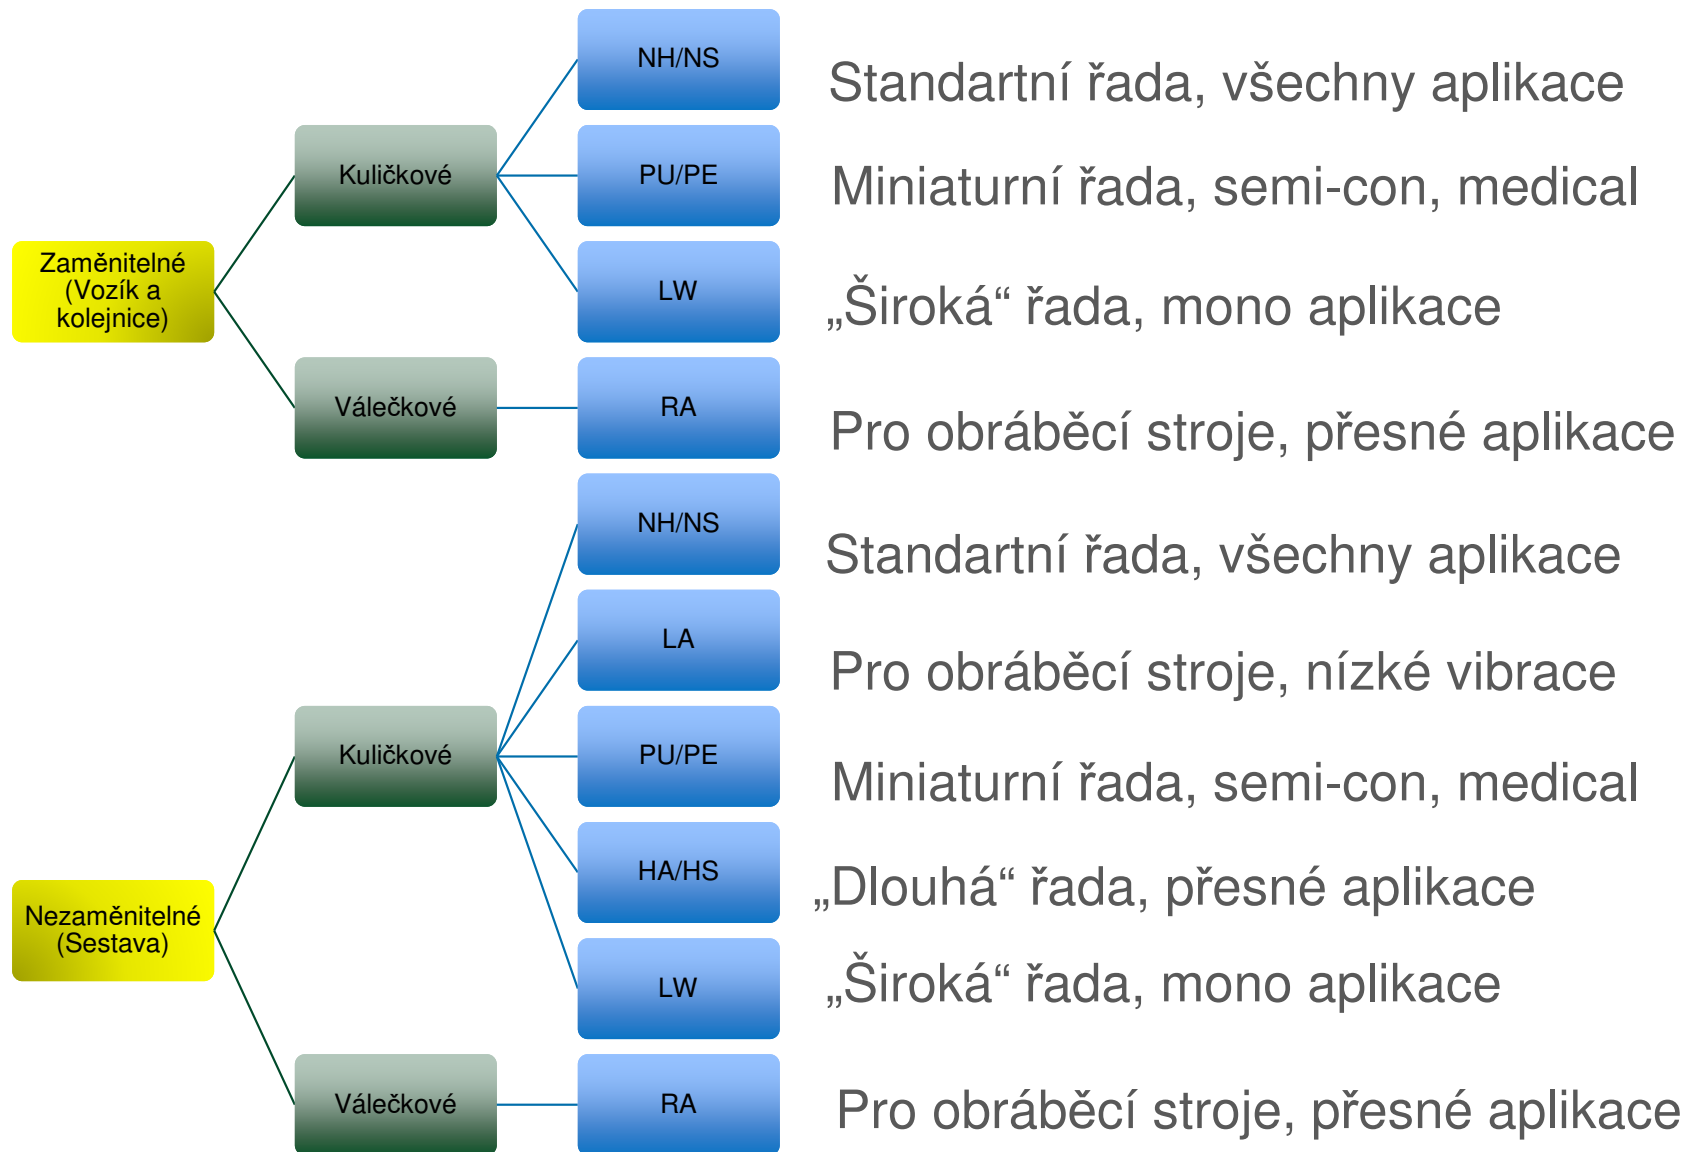 NH/NS
Standartní řada, všechny aplikace
Kuličkové
PU/PE
Miniaturní řada, semi-con, medical
Zaměnitelné
(Vozík a
kolejnice)
LW
„Široká“ řada, mono aplikace
Válečkové
RA
Pro obráběcí stroje, přesné aplikace
NH/NS
Standartní řada, všechny aplikace
LA
Pro obráběcí stroje, nízké vibrace
Kuličkové
PU/PE
Miniaturní řada, semi-con, medical
HA/HS
„Dlouhá“ řada, přesné aplikace
Nezaměnitelné
(Sestava)
LW
„Široká“ řada, mono aplikace
Válečkové
RA
Pro obráběcí stroje, přesné aplikace